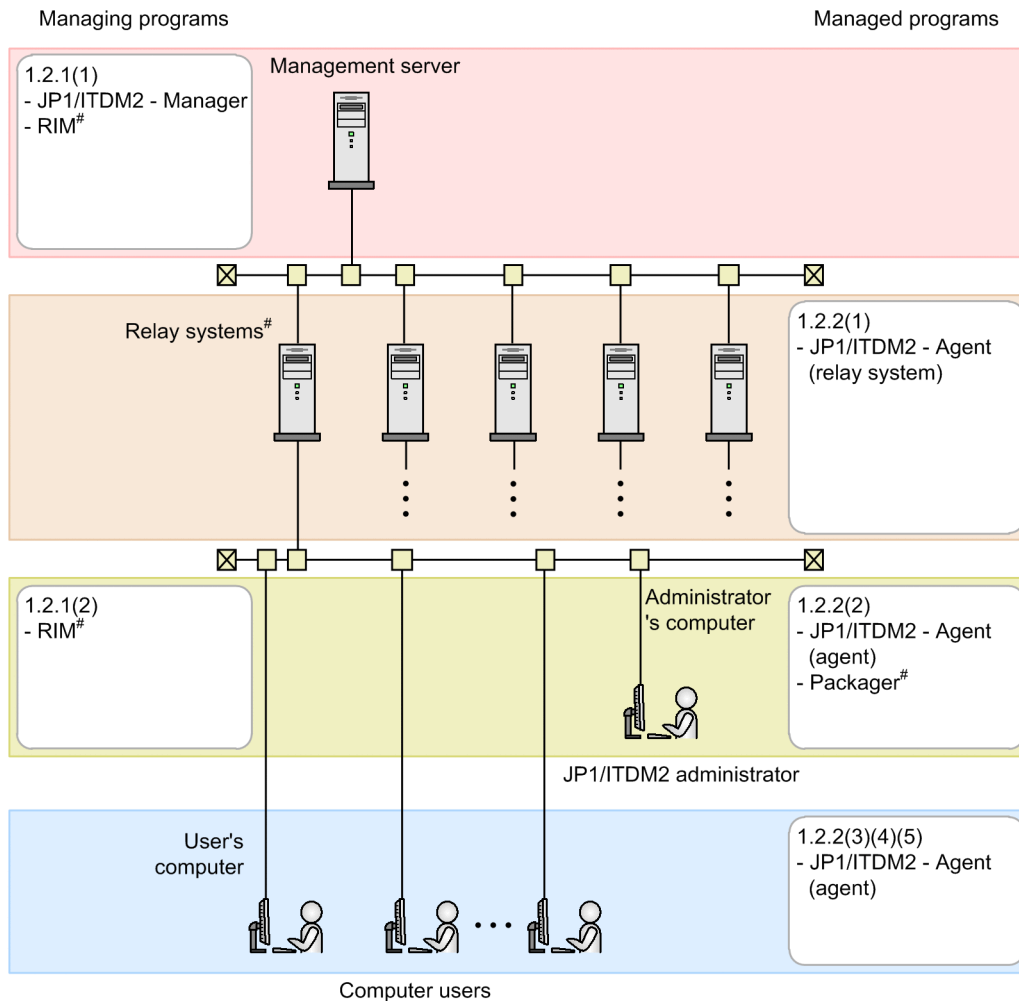 Managing programs
Managed programs
1.2.1(1)
- JP1/ITDM2 - Manager
- RIM#
Management server
Relay systems#
1.2.2(1)
- JP1/ITDM2 - Agent
(relay system)
1.2.1(2)
- RIM#
Administrator
's computer
1.2.2(2)
- JP1/ITDM2 - Agent
(agent)
- Packager#
JP1/ITDM2 administrator
User's
computer
1.2.2(3)(4)(5)
- JP1/ITDM2 - Agent
(agent)
Computer users